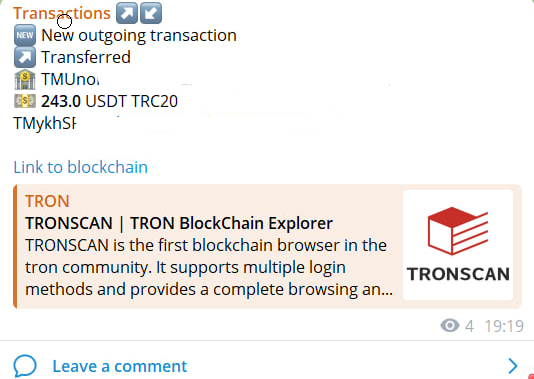 Transactions ↗️↙️
🆕 New outgoing transaction
↗️ Transferred
🏦 TMUno
💵 243.0 USDT TRC20
TMykhS
Link to blockchain
TRON
TRONSCAN | TRON BlockChain Explorer
TRONSCAN is the first blockchain browser in the
tron community. It supports multiple login
methods and provides a complete browsing an...
TRONSCAN
4 19:19
Leave a comment